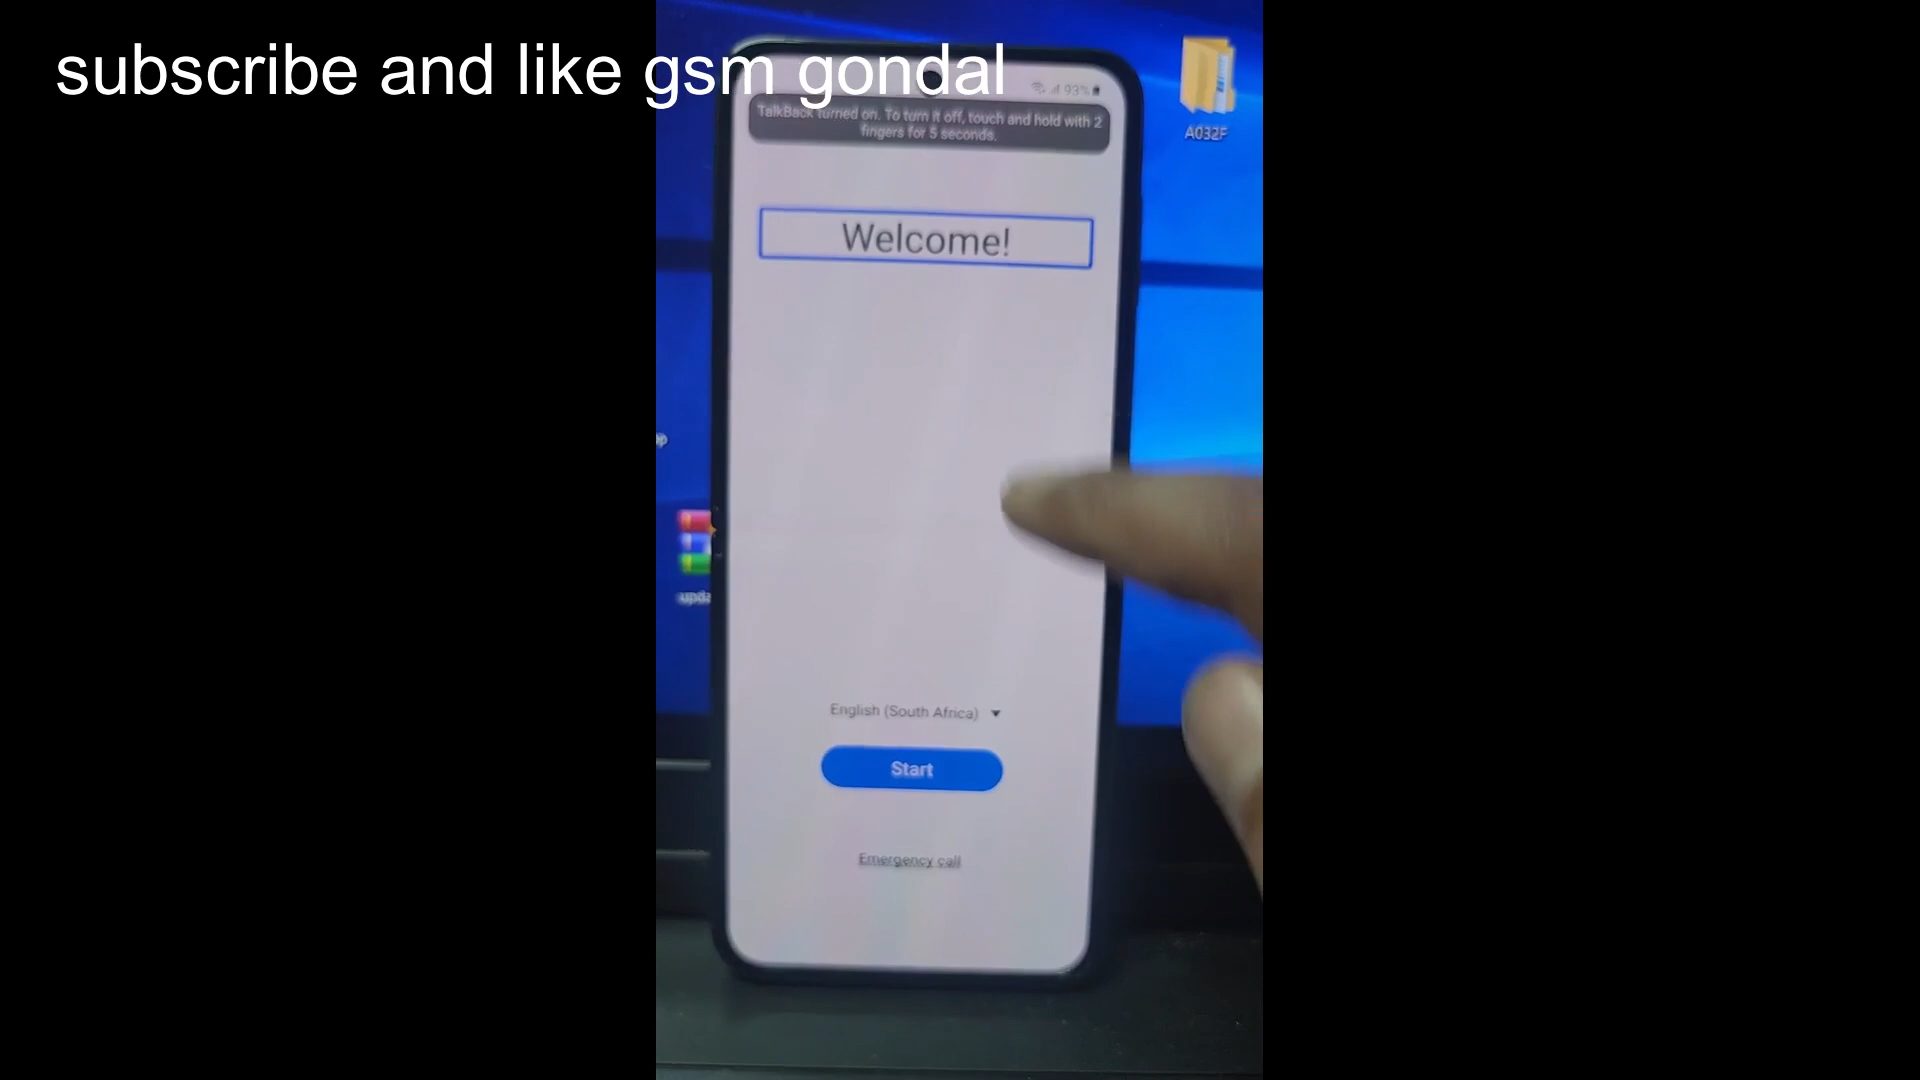 subscribe and like gsm gondal
93%
TalkBack turned on. To turn it off, touch and hold with 2
fingers for 5 seconds.
A032F
Welcome!
English (South Africa)
Start
Emergency call